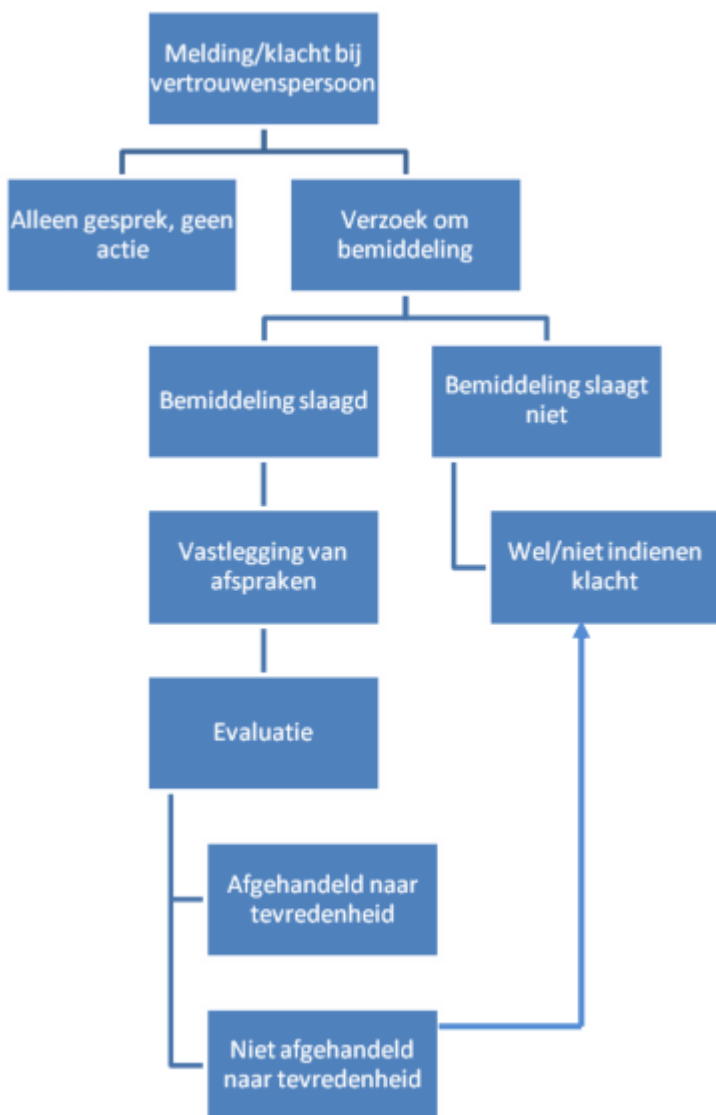 Melding/klacht bij
vertrouwenspersoon
Alleen gesprek, geen
actie
Verzoek om
bemiddeling
Bemiddeling slaagd
Bemiddeling slaagt
niet
Vastlegging van
afspraken
Wel/niet indienen
klacht
Evaluatie
Afgehandeld naar
tevredenheid
Niet afgehandeld
naar tevredenheid